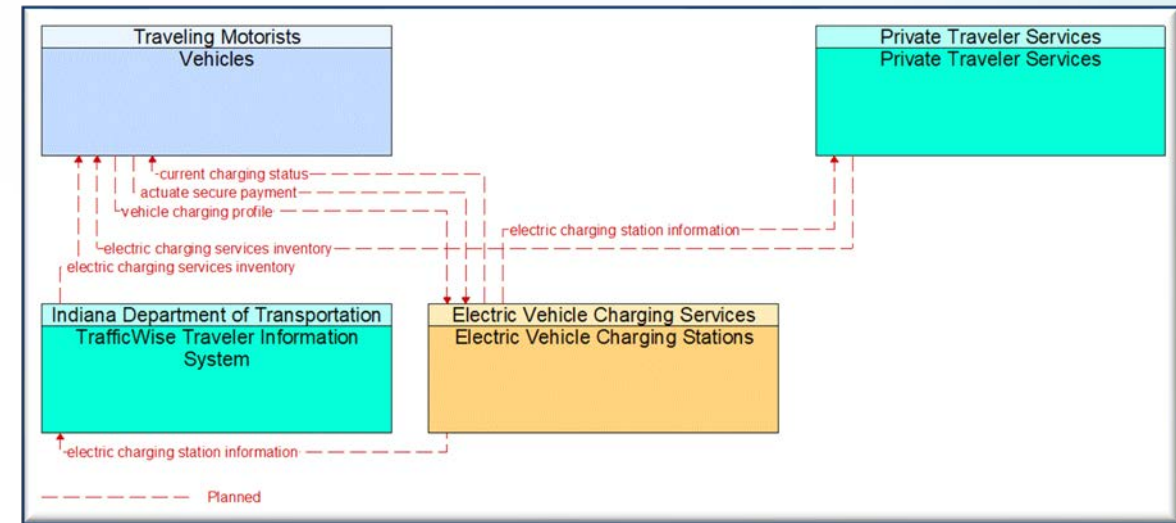 Traveling Motorists
Vehicles
Private Traveler Services
Private Traveler Services
current charging status
actuate secure payment
vehicle charging profile
electric charging station information
electric charging services inventory
electric charging services inventory
Indiana Department of Transportation
TrafficWise Traveler Information
System
Electric Vehicle Charging Services
Electric Vehicle Charging Stations
electric charging station information
Planned